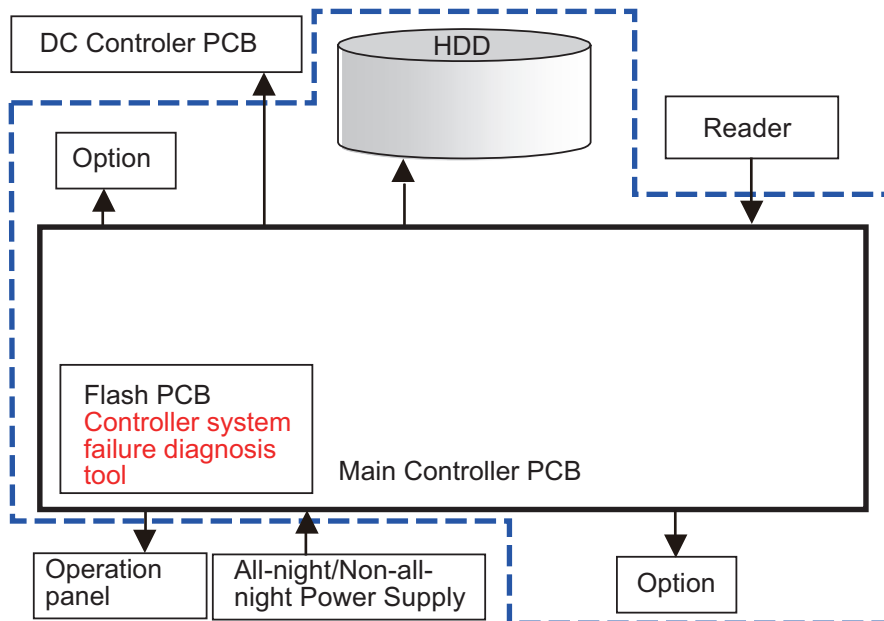 DC Controler PCB
HDD
Reader
Option
Flash PCB
Controller system
failure diagnosis
tool
Main Controller PCB
Operation
panel
All-night/Non-all-
night Power Supply
Option